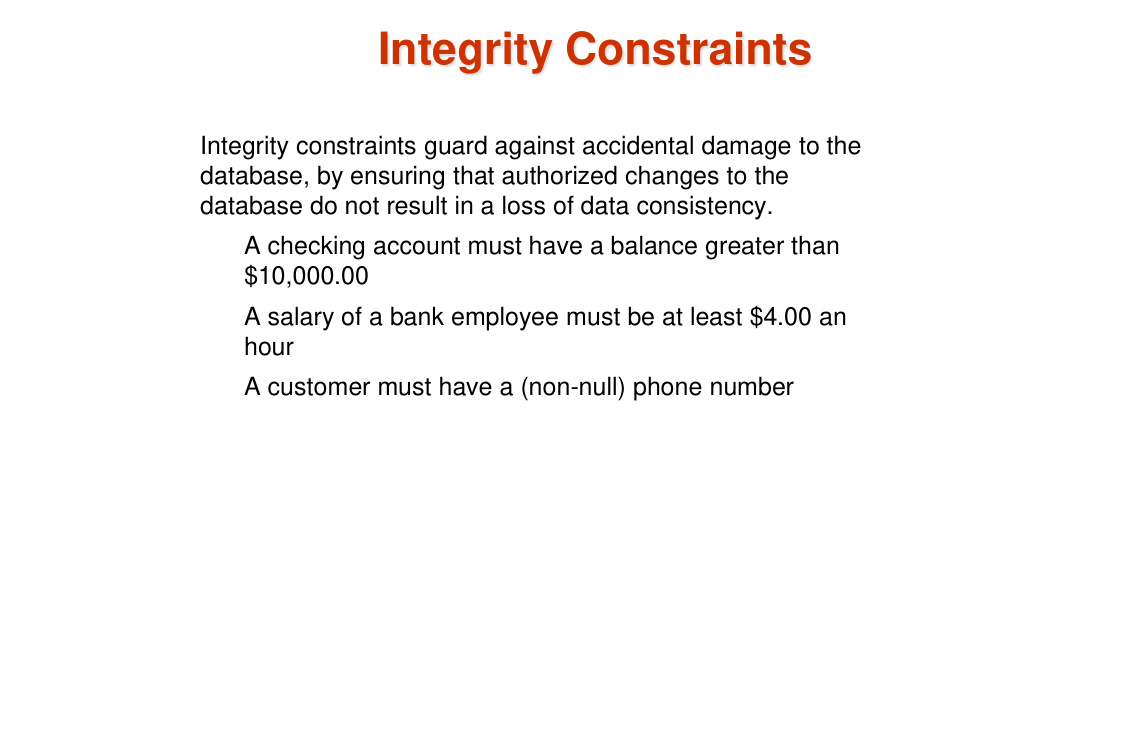 Integrity Constraints
Integrity constraints guard against accidental damage to the
database, by ensuring that authorized changes to the
database do not result in a loss of data consistency.
A checking account must have a balance greater than
$10,000.00
A salary of a bank employee must be at least $4.00 an
hour
A customer must have a (non-null) phone number